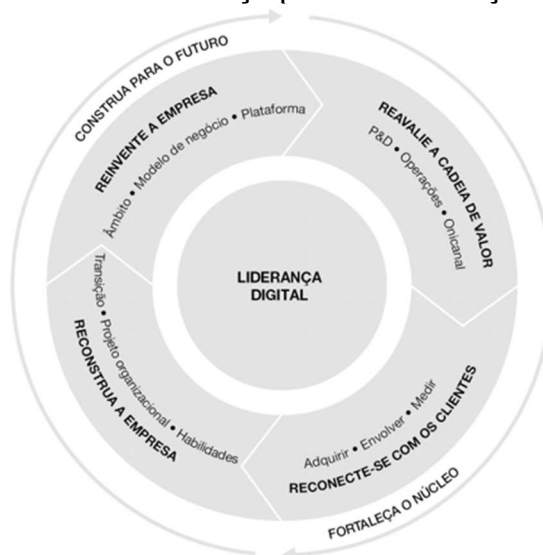 CONSTRUA PARA O FUTURO
REINVENTE A EMPRESA
Âmbito • Modelo de negócio • Plataforma
REAVALIE A CADEIA DE VALOR
P&D • Operações • Onicanal
LIDERANÇA
DIGITAL
Transição • Projeto organizacional • Habilidades
RECONSTRUA A EMPRESA
Adquirir • Envolver • Medir
RECONECTE-SE COM OS CLIENTES
FORTALEÇA O NÚCLEO